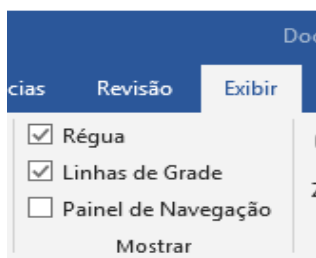 Doc
cias Revisão Exibir
Régua
Linhas de Grade
Painel de Navegação
Mostrar